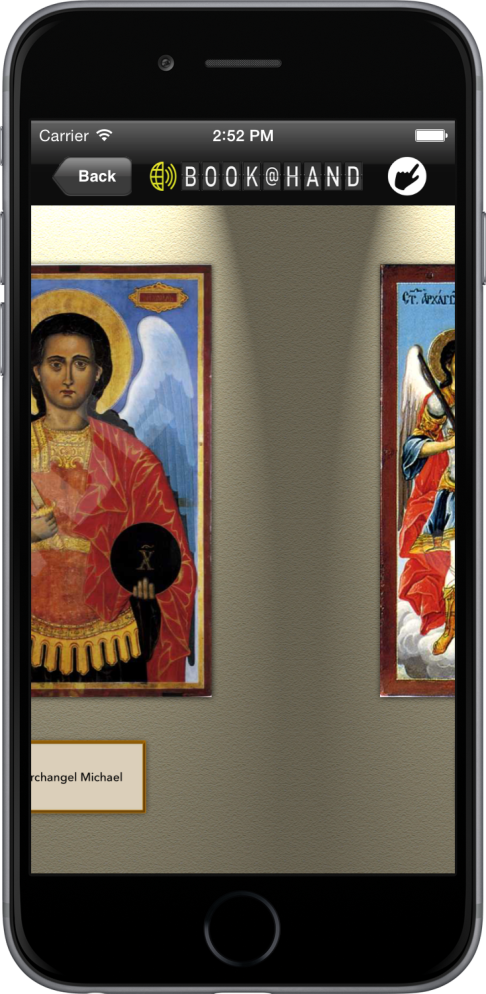 Carrier 2:52 PM
Back BOOK@HAND
Ст. Архаг
X̃
rchangel Michael